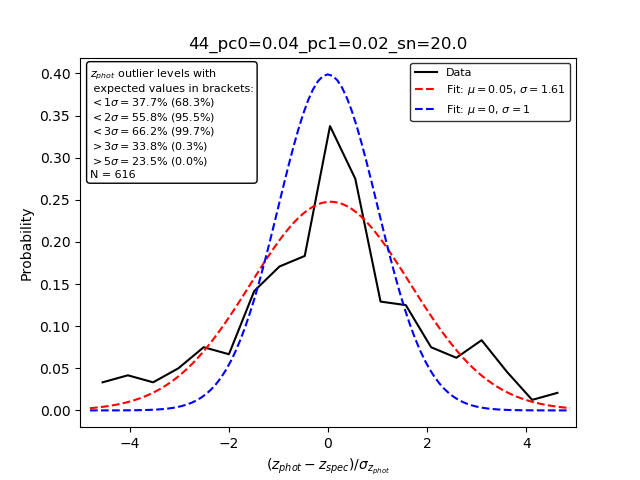 44_pc0=0.04_pc1=0.02_sn=20.0
z_phot outlier levels with
expected values in brackets:
< 1σ = 37.7% (68.3%)
< 2σ = 55.8% (95.5%)
< 3σ = 66.2% (99.7%)
> 3σ = 33.8% (0.3%)
> 5σ = 23.5% (0.0%)
N = 616
Data
Fit: μ = 0.05, σ = 1.61
Fit: μ = 0, σ = 1
0.40
0.35
0.30
0.25
0.20
0.15
0.10
0.05
0.00
Probability
−4 −2 0 2 4
(z_phot − z_spec)/σ_z_phot